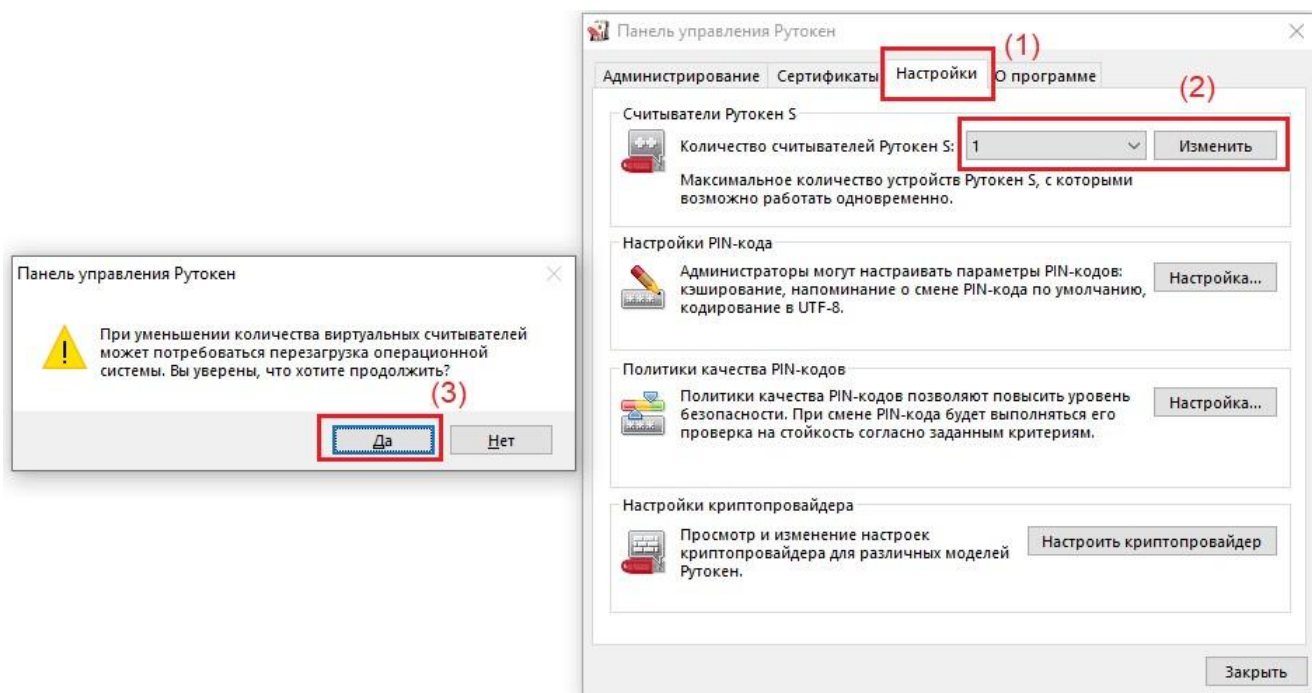 Панель управления Рутокен
(1)
Администрирование Сертификаты Настройки О программе
(2)
Считыватели Рутокен S
Количество считывателей Рутокен S: 1 Изменить
Максимальное количество устройств Рутокен S, с которыми
возможно работать одновременно.
Настройки PIN-кода
Администраторы могут настраивать параметры PIN-кодов:
кэширование, напоминание о смене PIN-кода по умолчанию,
кодирование в UTF-8.
Настройка...
Политики качества PIN-кодов
Политики качества PIN-кодов позволяют повысить уровень
безопасности. При смене PIN-кода будет выполняться его
проверка на стойкость согласно заданным критериям.
Настройка...
Настройки криптопровайдера
Просмотр и изменение настроек
криптопровайдера для различных моделей
Рутокен.
Настроить криптопровайдер
Закрыть
Панель управления Рутокен
При уменьшении количества виртуальных считывателей
может потребоваться перезагрузка операционной
системы. Вы уверены, что хотите продолжить?
(3)
Да Нет